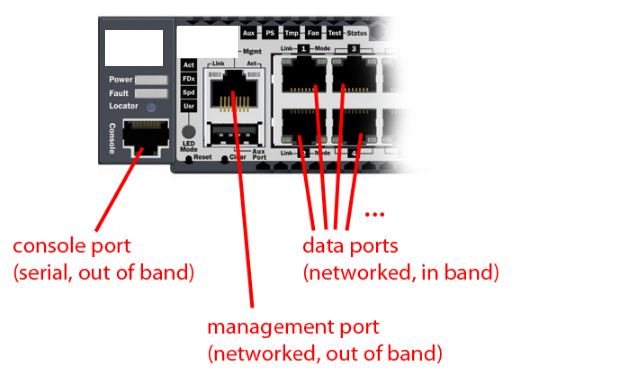 Aux PS Tmp Fan Test Status
Mgmt Link 1 Mode 3
Link Act
Act
FDx
Spd
Usr
Power
Fault
Locator
Console
LED
Mode
Reset
Clear
Aux
Port
Link 2 Mode 4
...
console port
(serial, out of band)
data ports
(networked, in band)
management port
(networked, out of band)